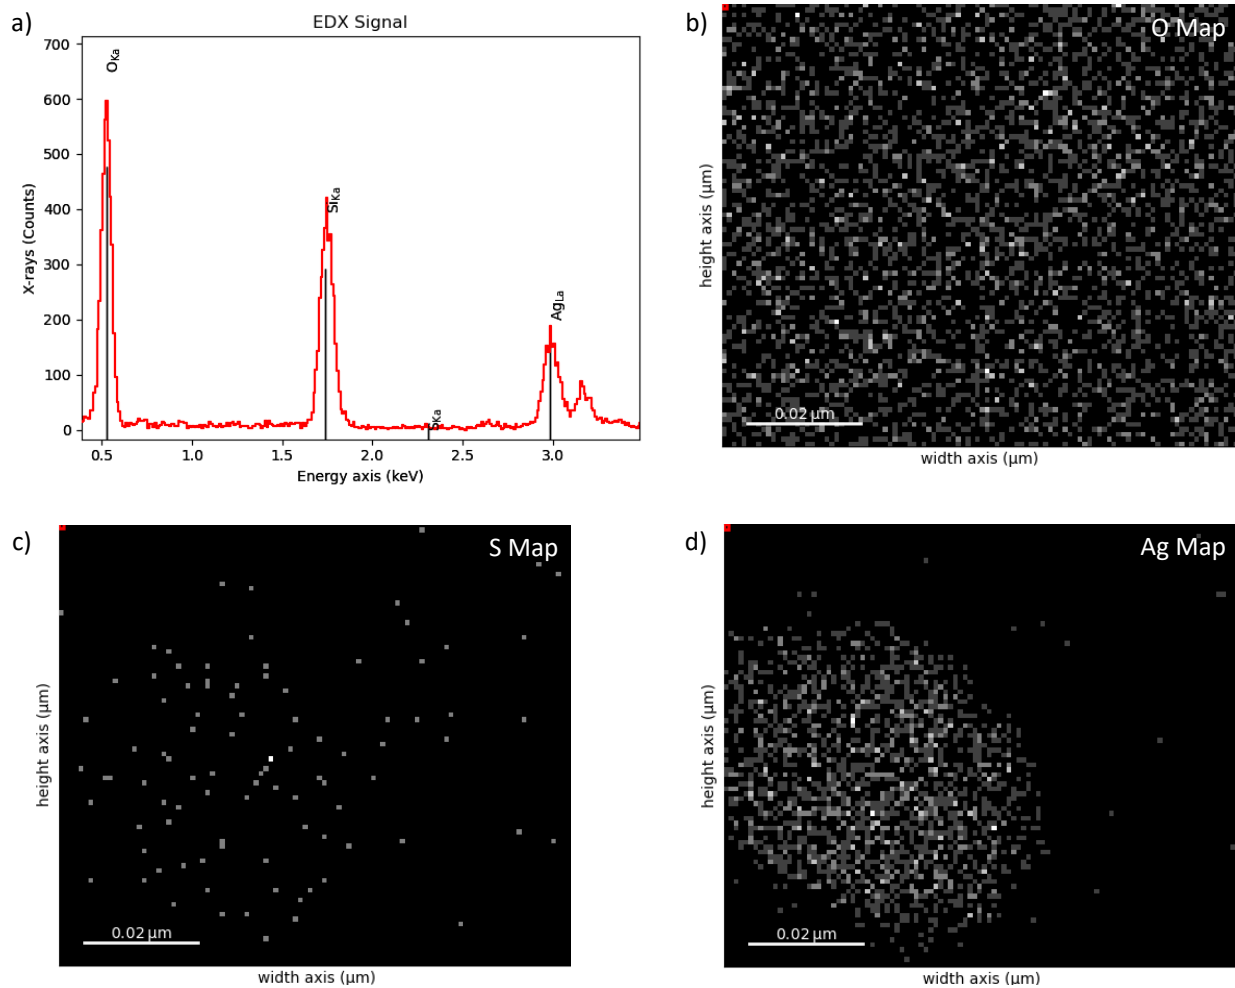 a)
EDX Signal
700
600
500
400
300
200
100
0
X-rays (Counts)
OKa
SiKa
SKa
AgLa
0.5 1.0 1.5 2.0 2.5 3.0
Energy axis (keV)
b)
O Map
height axis (µm)
0.02 µm
width axis (µm)
c)
S Map
height axis (µm)
0.02 µm
width axis (µm)
d)
Ag Map
height axis (µm)
0.02 µm
width axis (µm)